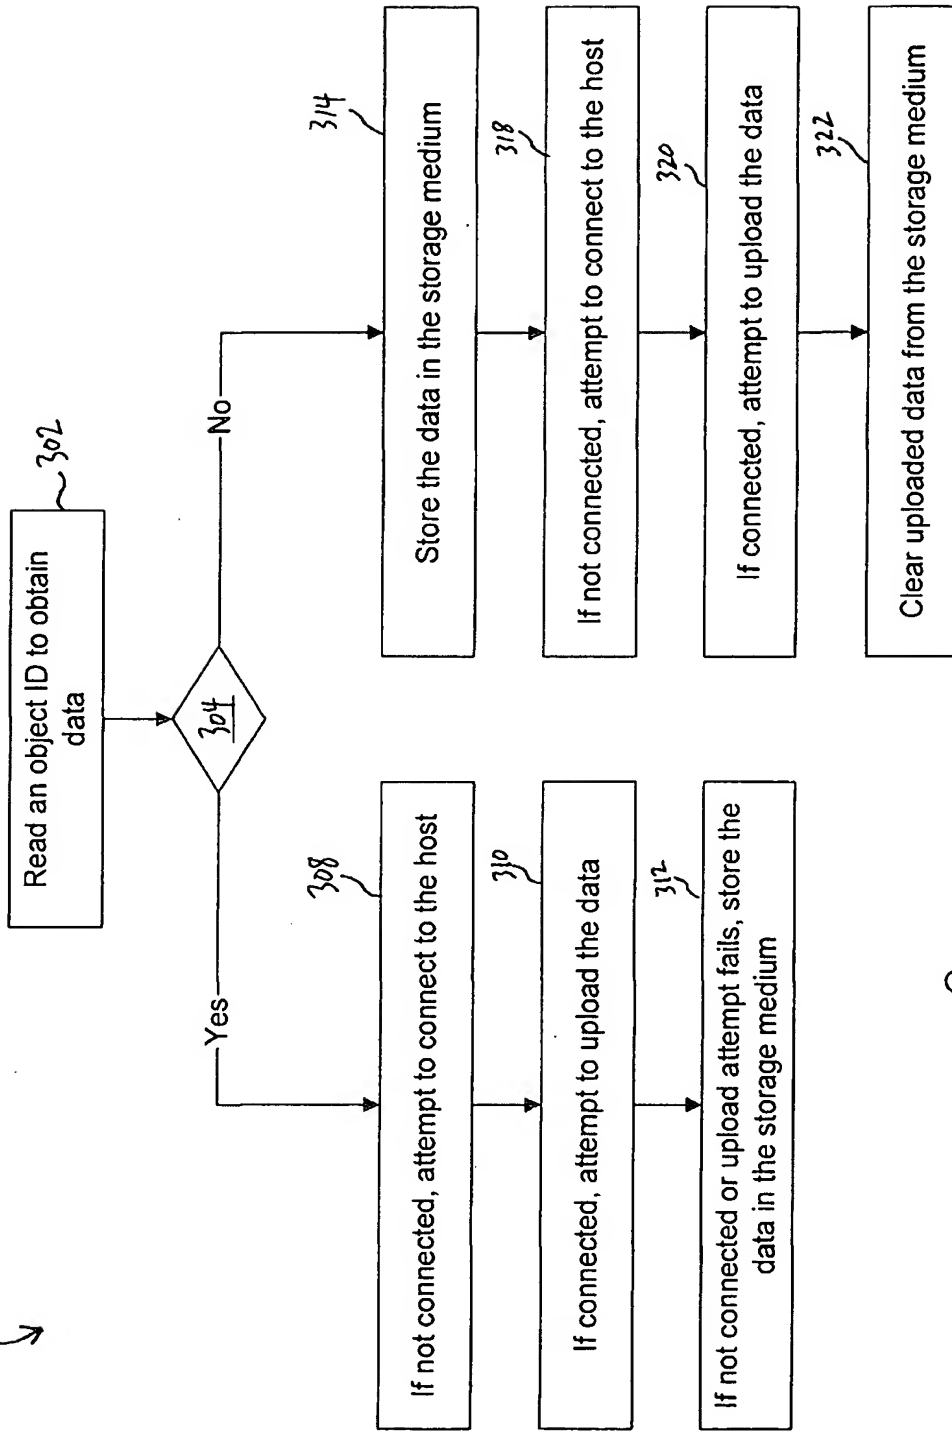 Read an object ID to obtain
data
302
304
Yes
No
308
If not connected, attempt to connect to the host
310
If connected, attempt to upload the data
312
If not connected or upload attempt fails, store the
data in the storage medium
314
Store the data in the storage medium
318
If not connected, attempt to connect to the host
320
If connected, attempt to upload the data
322
Clear uploaded data from the storage medium